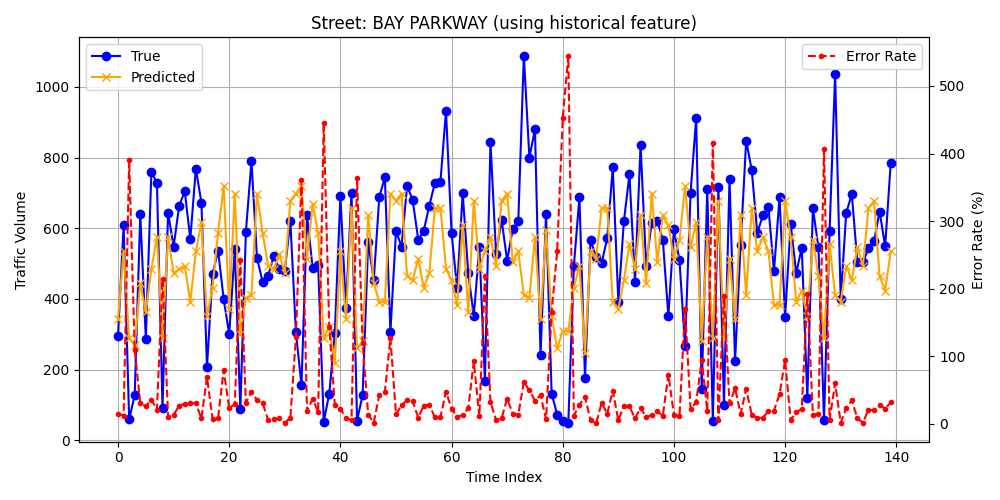 Street: BAY PARKWAY (using historical feature)
True
Predicted
Error Rate
1000
800
600
400
200
0
Traffic Volume
500
400
300
200
100
0
Error Rate (%)
0 20 40 60 80 100 120 140
Time Index